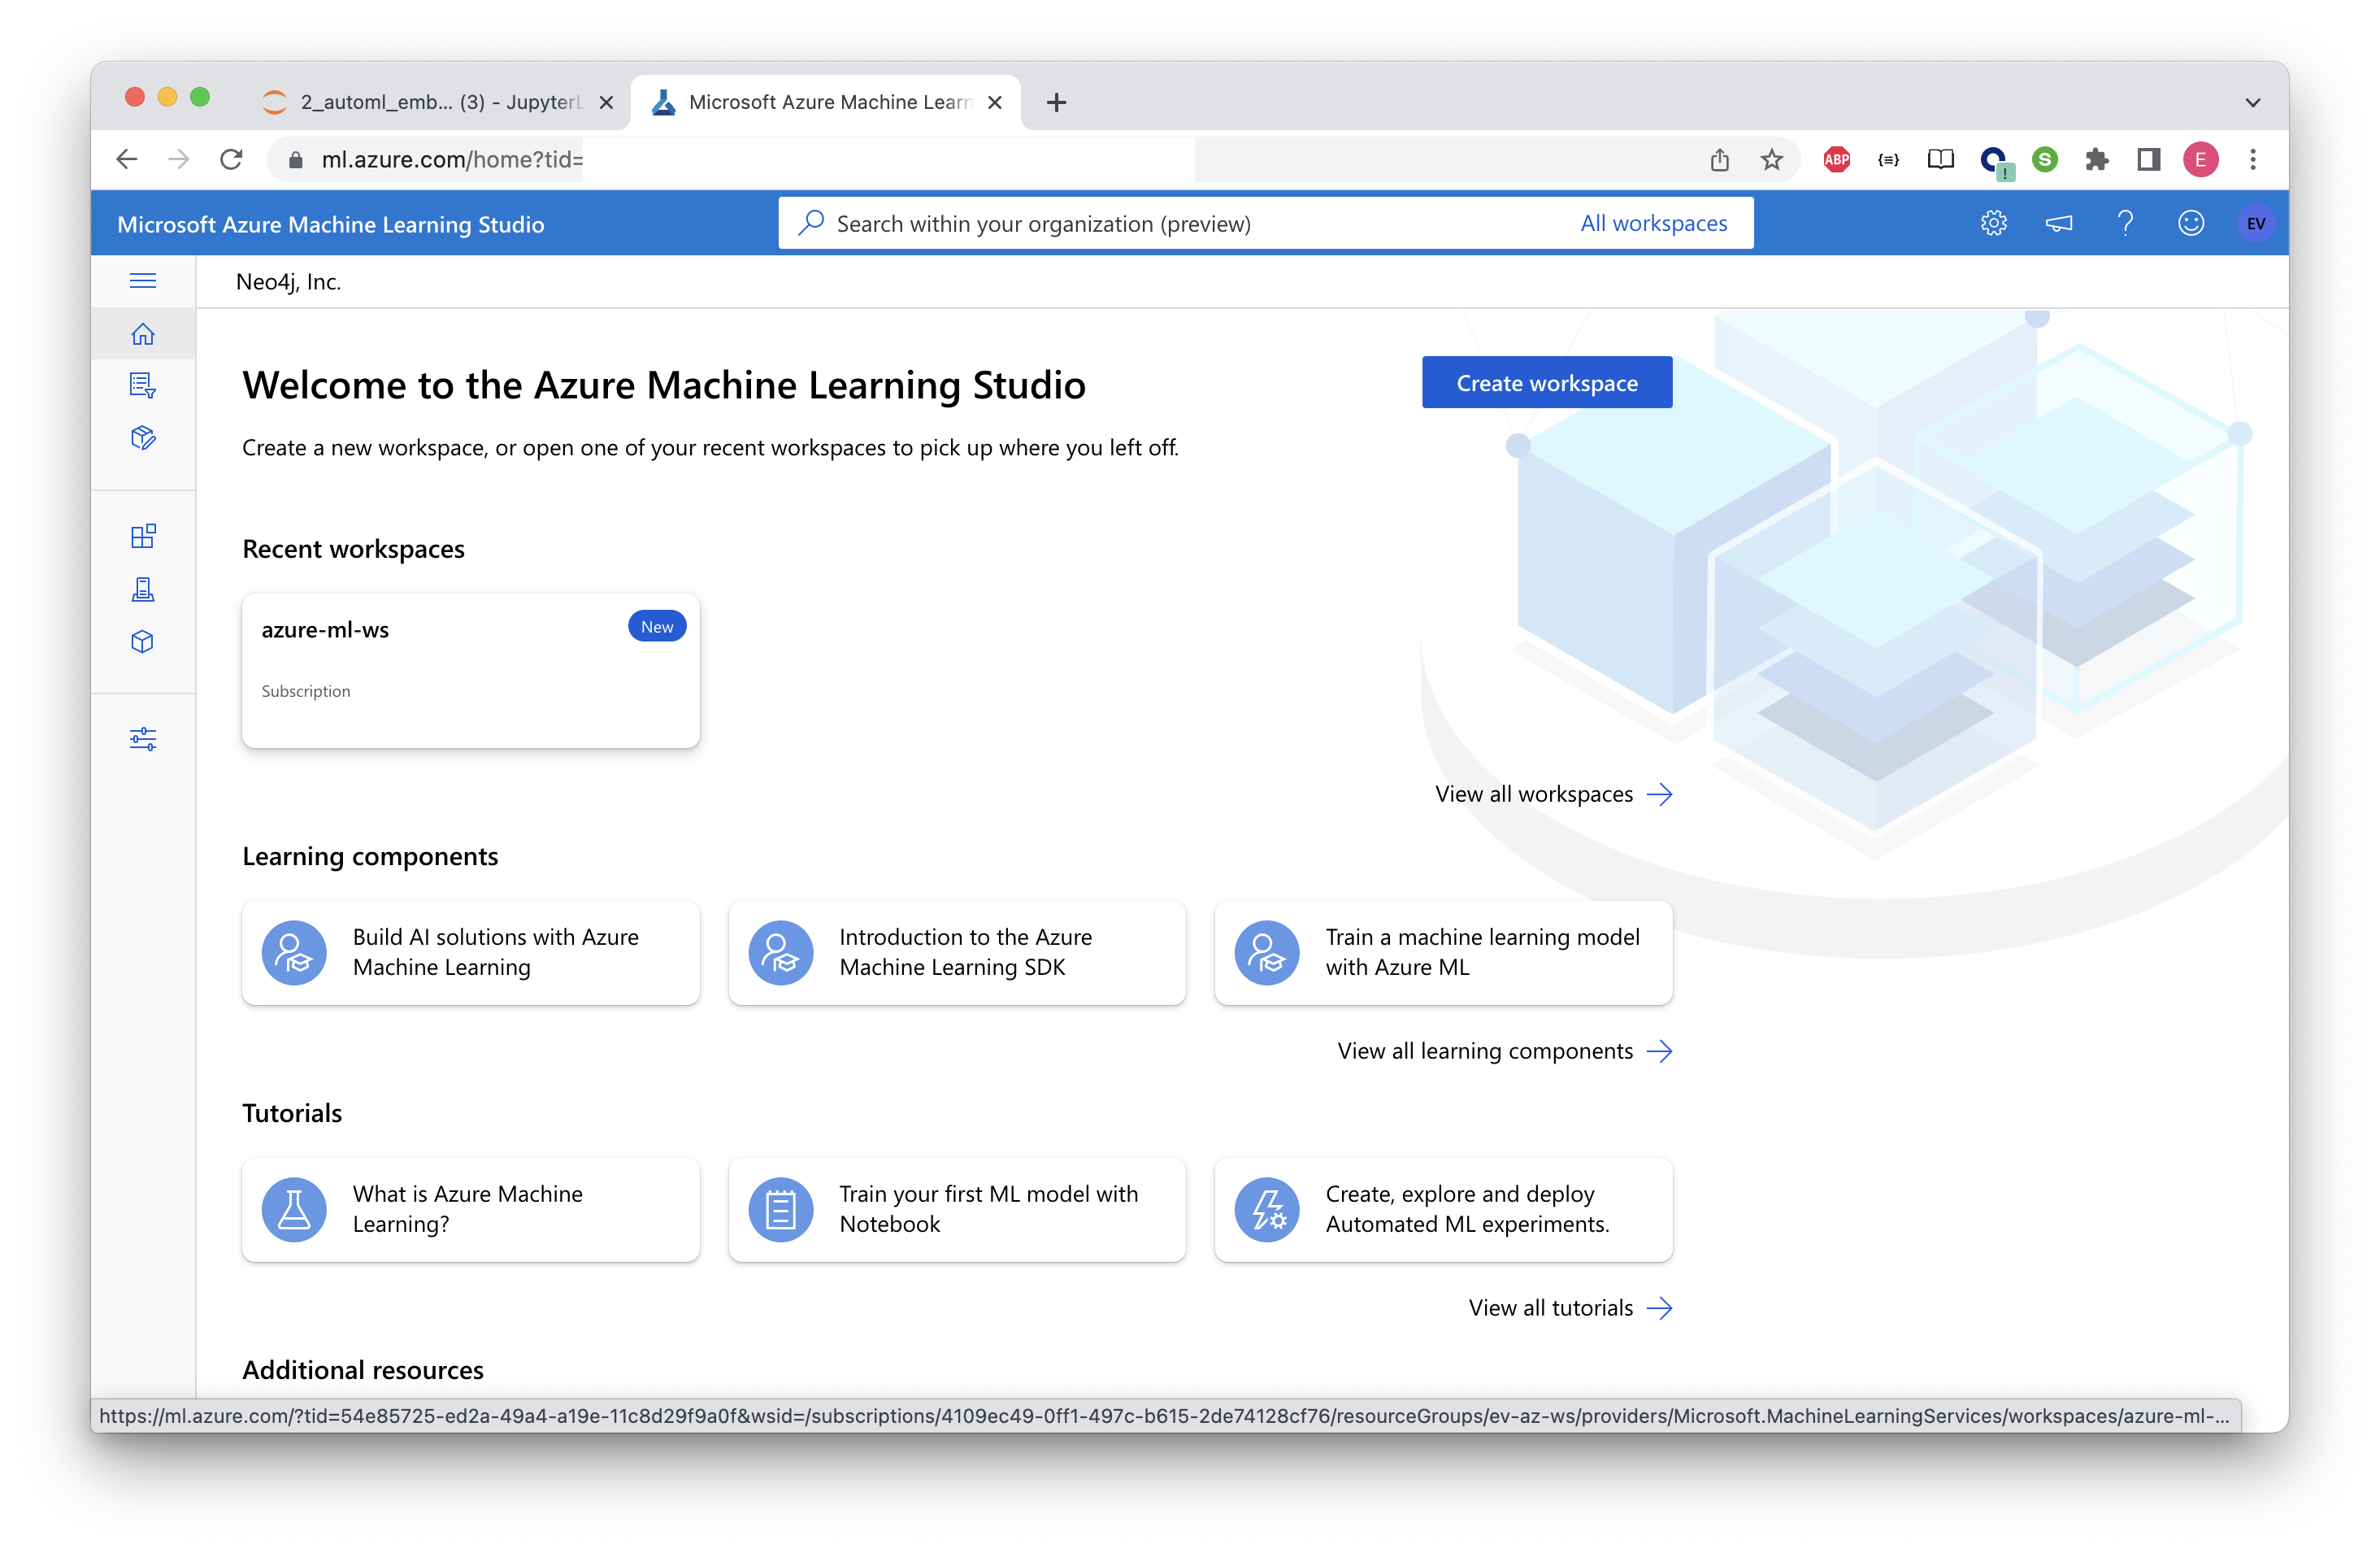 2_automl_emb... (3) - JupyterL
Microsoft Azure Machine Learn
ml.azure.com/home?tid=
ABP
S
E
Microsoft Azure Machine Learning Studio
Search within your organization (preview)
All workspaces
EV
Neo4j, Inc.
Welcome to the Azure Machine Learning Studio
Create workspace
Create a new workspace, or open one of your recent workspaces to pick up where you left off.
Recent workspaces
azure-ml-ws
New
Subscription
View all workspaces
Learning components
Build AI solutions with Azure
Machine Learning
Introduction to the Azure
Machine Learning SDK
Train a machine learning model
with Azure ML
View all learning components
Tutorials
What is Azure Machine
Learning?
Train your first ML model with
Notebook
Create, explore and deploy
Automated ML experiments.
View all tutorials
Additional resources
https://ml.azure.com/?tid=54e85725-ed2a-49a4-a19e-11c8d29f9a0f&wsid=/subscriptions/4109ec49-0ff1-497c-b615-2de74128cf76/resourceGroups/ev-az-ws/providers/Microsoft.MachineLearningServices/workspaces/azure-ml-...